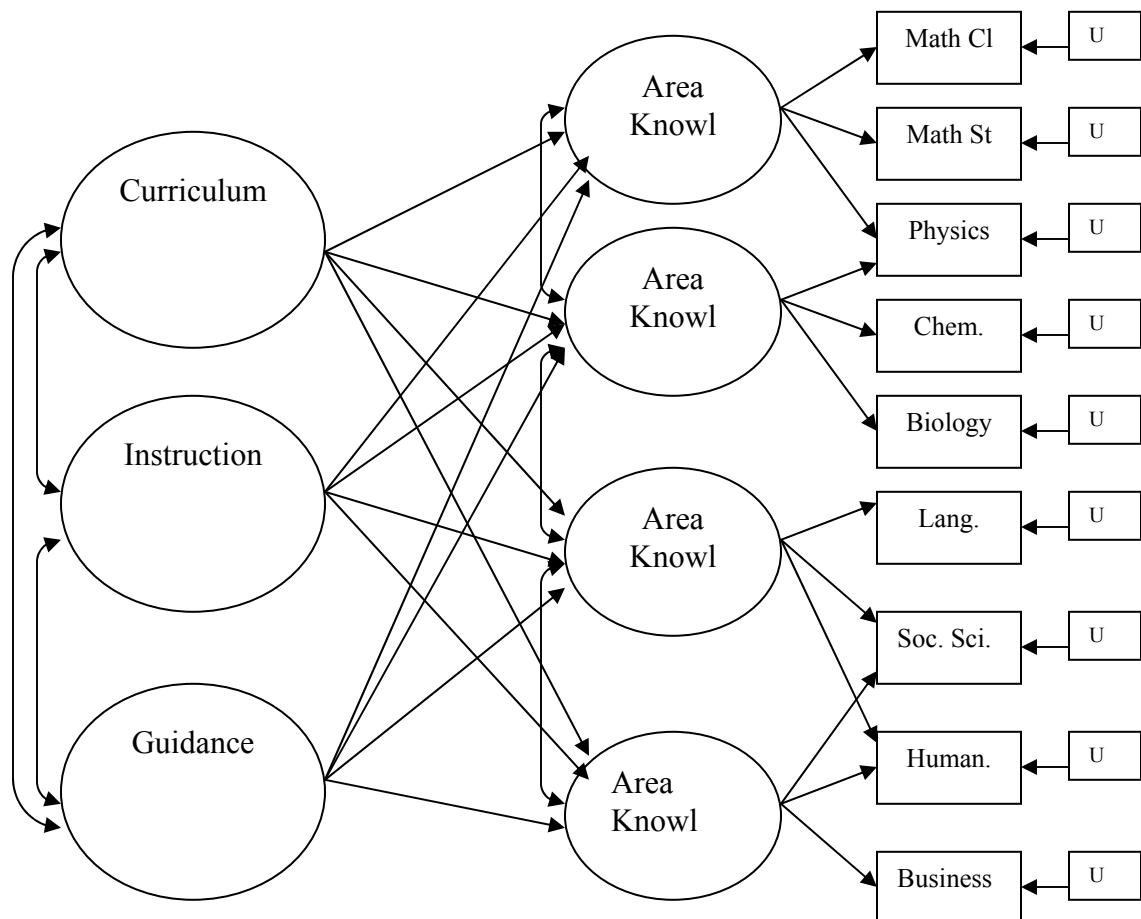 Math Cl
U
Area
Knowl
Math St
U
Curriculum
Physics
U
Area
Knowl
Chem.
U
Biology
U
Instruction
Area
Knowl
Lang.
U
Soc. Sci.
U
Guidance
Human.
U
Area
Knowl
Business
U